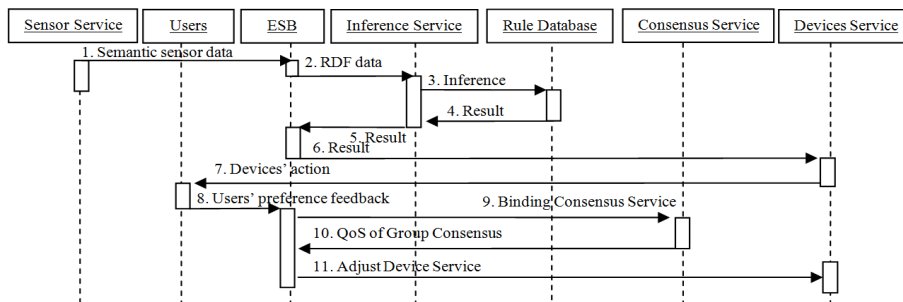 Sensor Service
Users
ESB
Inference Service
Rule Database
Consensus Service
Devices Service
1. Semantic sensor data
2. RDF data
3. Inference
4. Result
5. Result
6. Result
7. Devices' action
8. Users' preference feedback
9. Binding Consensus Service
10. QoS of Group Consensus
11. Adjust Device Service